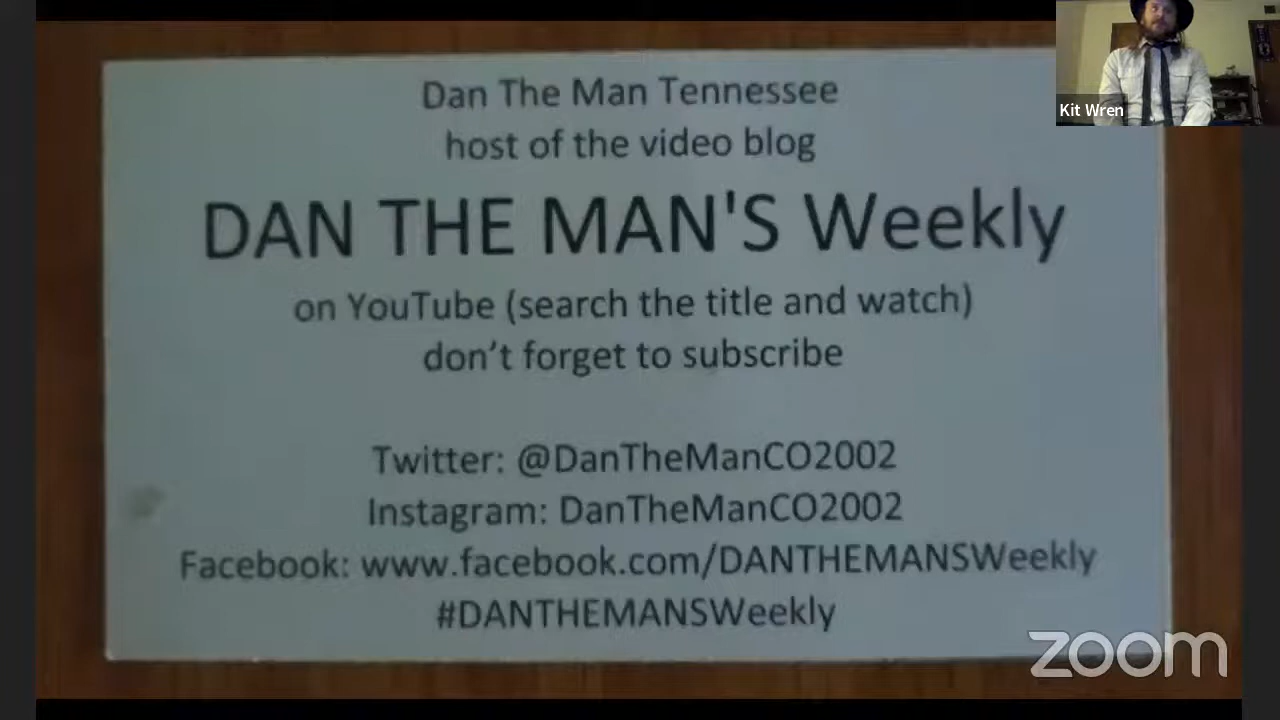 Dan The Man Tennessee
host of the video blog
DAN THE MAN'S Weekly
on YouTube (search the title and watch)
don't forget to subscribe
Twitter: @DanTheManCO2002
Instagram: DanTheManCO2002
Facebook: www.facebook.com/DANTHEMANSWeekly
#DANTHEMANSWeekly
Kit Wren
zoom